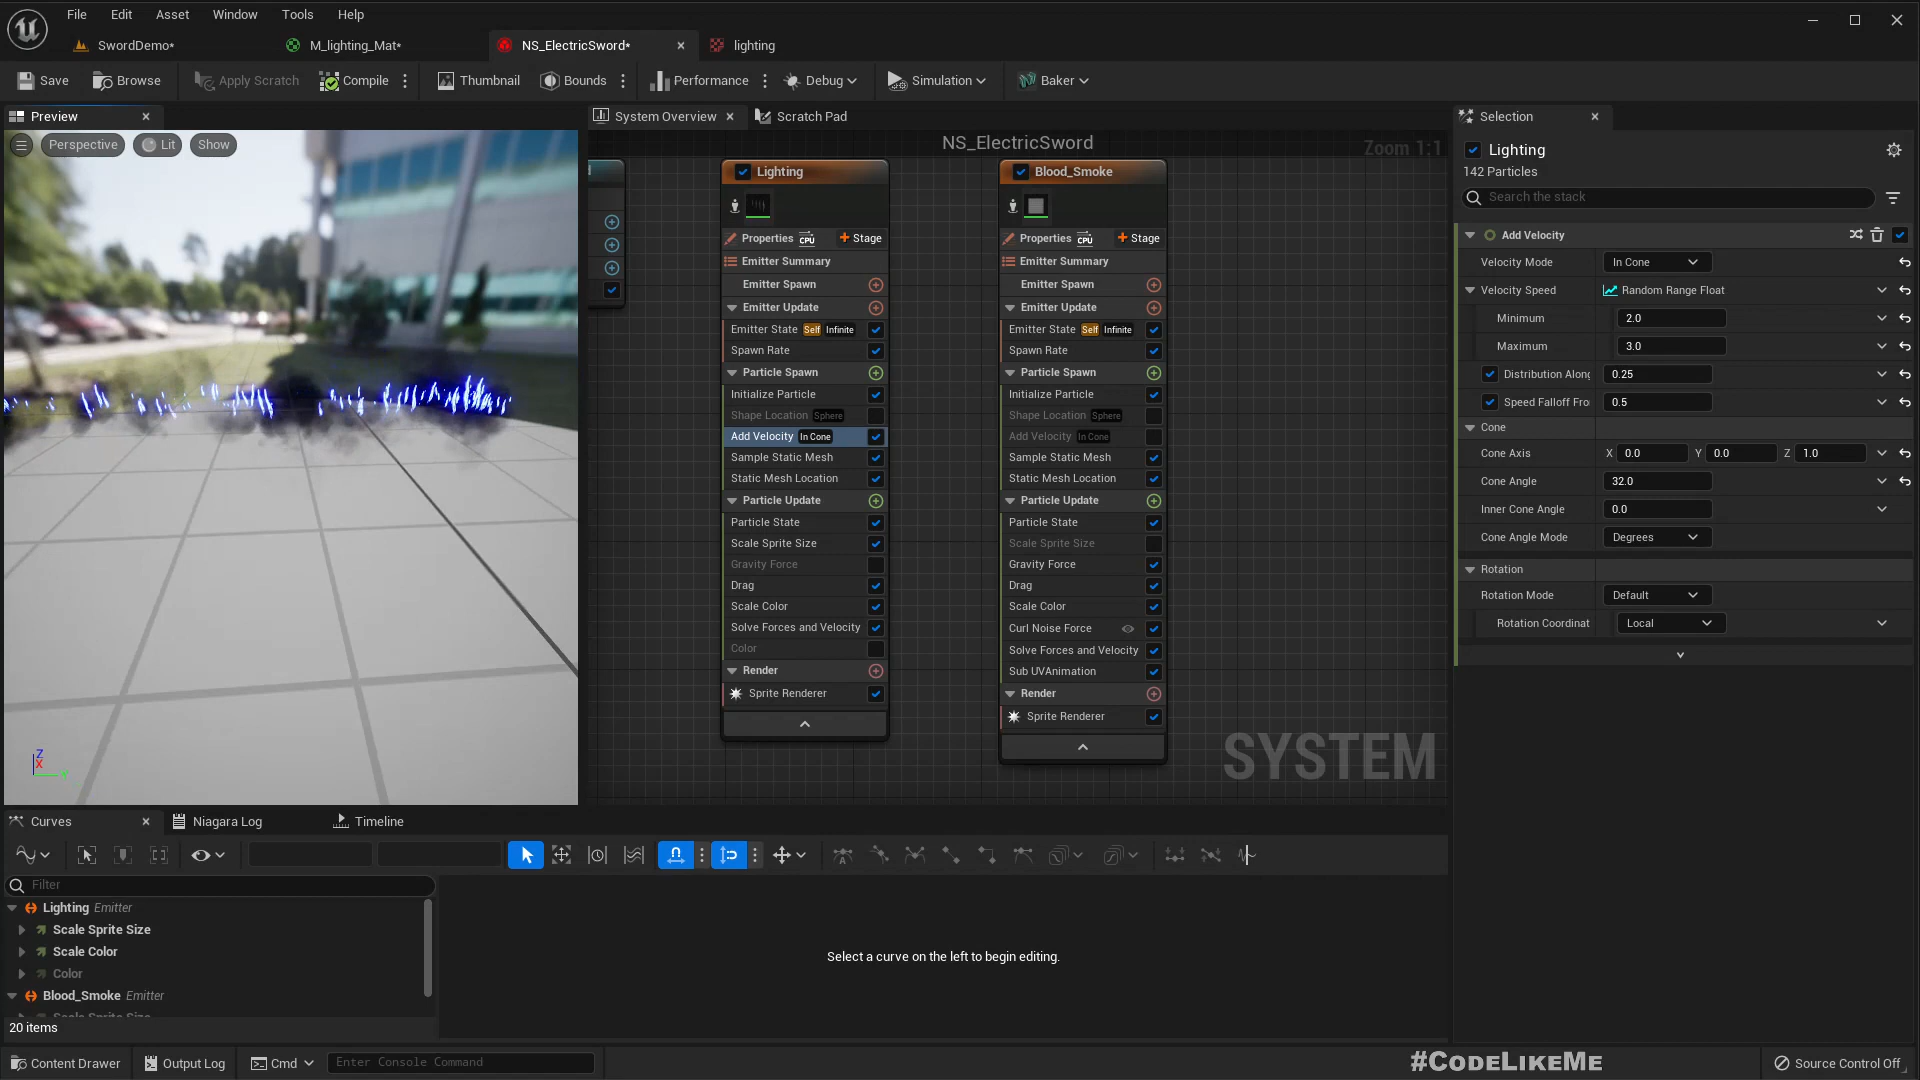 File Edit Asset Window Tools Help
SwordDemo* M_lighting_Mat* NS_ElectricSword* lighting
Save Browse Apply Scratch Compile Thumbnail Bounds Performance Debug Simulation Baker
Preview System Overview Scratch Pad Selection
Perspective Lit Show
NS_ElectricSword Zoom 1:1
Lighting
142 Particles
Search the stack
Lighting
Properties CPU Stage
Emitter Summary
Emitter Spawn
Emitter Update
Emitter State Self Infinite
Spawn Rate
Particle Spawn
Initialize Particle
Shape Location Sphere
Add Velocity In Cone
Sample Static Mesh
Static Mesh Location
Particle Update
Particle State
Scale Sprite Size
Gravity Force
Drag
Scale Color
Solve Forces and Velocity
Color
Render
Sprite Renderer
Blood_Smoke
Properties CPU Stage
Emitter Summary
Emitter Spawn
Emitter Update
Emitter State Self Infinite
Spawn Rate
Particle Spawn
Initialize Particle
Shape Location Sphere
Add Velocity In Cone
Sample Static Mesh
Static Mesh Location
Particle Update
Particle State
Scale Sprite Size
Gravity Force
Drag
Scale Color
Curl Noise Force
Solve Forces and Velocity
Sub UVAnimation
Render
Sprite Renderer
SYSTEM
Add Velocity
Velocity Mode In Cone
Velocity Speed Random Range Float
Minimum 2.0
Maximum 3.0
Distribution Along 0.25
Speed Falloff Fro 0.5
Cone
Cone Axis X 0.0 Y 0.0 Z 1.0
Cone Angle 32.0
Inner Cone Angle 0.0
Cone Angle Mode Degrees
Rotation
Rotation Mode Default
Rotation Coordinat Local
Z
X
Curves Niagara Log Timeline
Filter
Lighting Emitter
Scale Sprite Size
Scale Color
Color
Blood_Smoke Emitter
Scale Sprite Size
20 items
Select a curve on the left to begin editing.
Content Drawer Output Log Cmd Enter Console Command #CODELIKEME Source Control Off